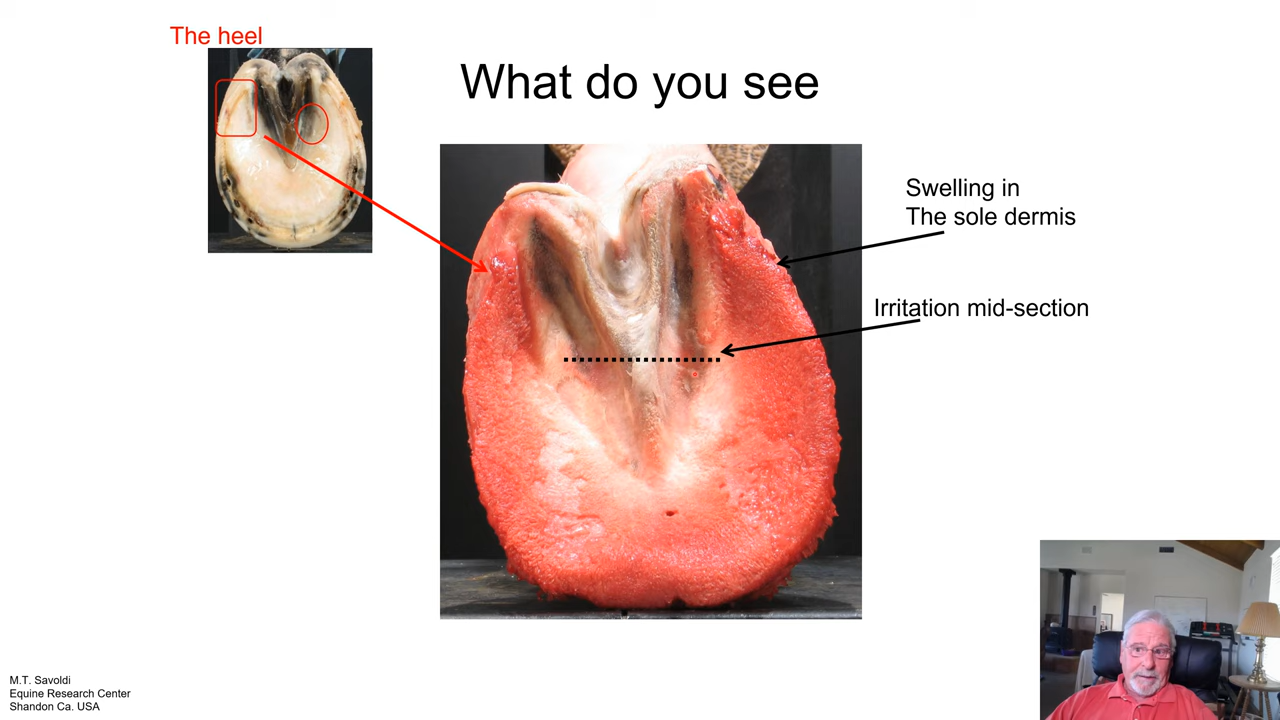 The heel
What do you see
Swelling in
The sole dermis
Irritation mid-section
M.T. Savoldi
Equine Research Center
Shandon Ca. USA